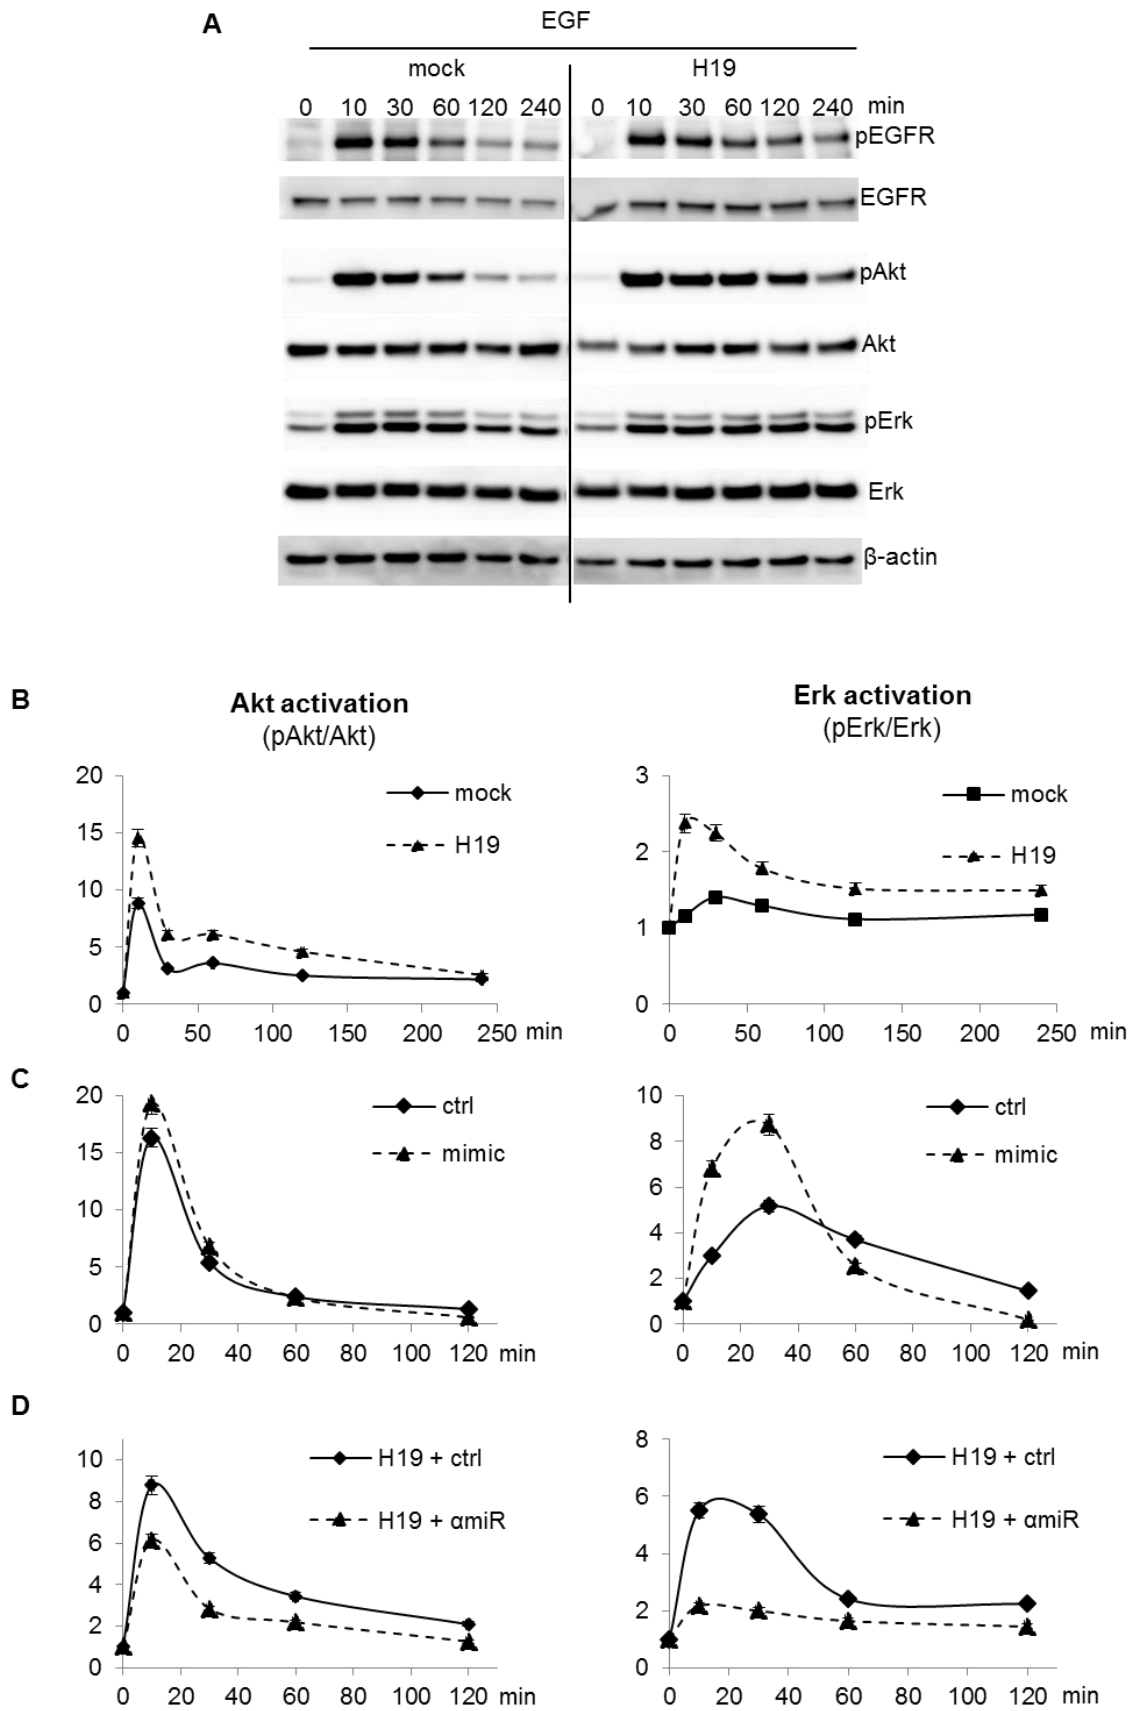 A
EGF
mock H19
0 10 30 60 120 240 0 10 30 60 120 240 min
pEGFR
EGFR
pAkt
Akt
pErk
Erk
β-actin
B
Akt activation
(pAkt/Akt)
Erk activation
(pErk/Erk)
20
15
10
5
0
mock
H19
0 50 100 150 200 250 min
3
2
1
0
mock
H19
0 50 100 150 200 250 min
C
20
15
10
5
0
ctrl
mimic
0 20 40 60 80 100 120 min
10
8
6
4
2
0
ctrl
mimic
0 20 40 60 80 100 120 min
D
10
8
6
4
2
0
H19 + ctrl
H19 + αmiR
0 20 40 60 80 100 120 min
8
6
4
2
0
H19 + ctrl
H19 + αmiR
0 20 40 60 80 100 120 min